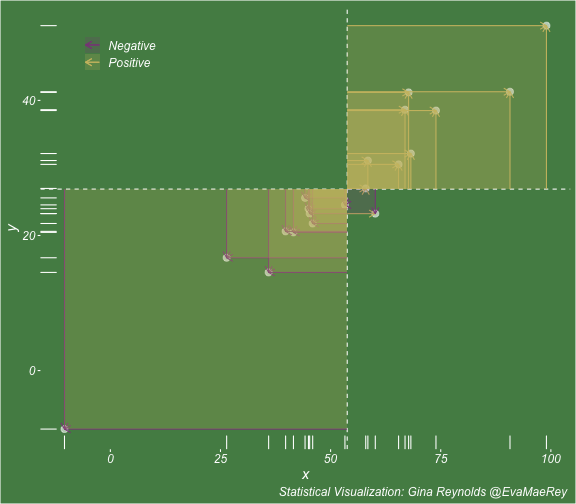 Negative
Positive
40
20
0
y
0
25
50
75
100
x
Statistical Visualization: Gina Reynolds @EvaMaeRey